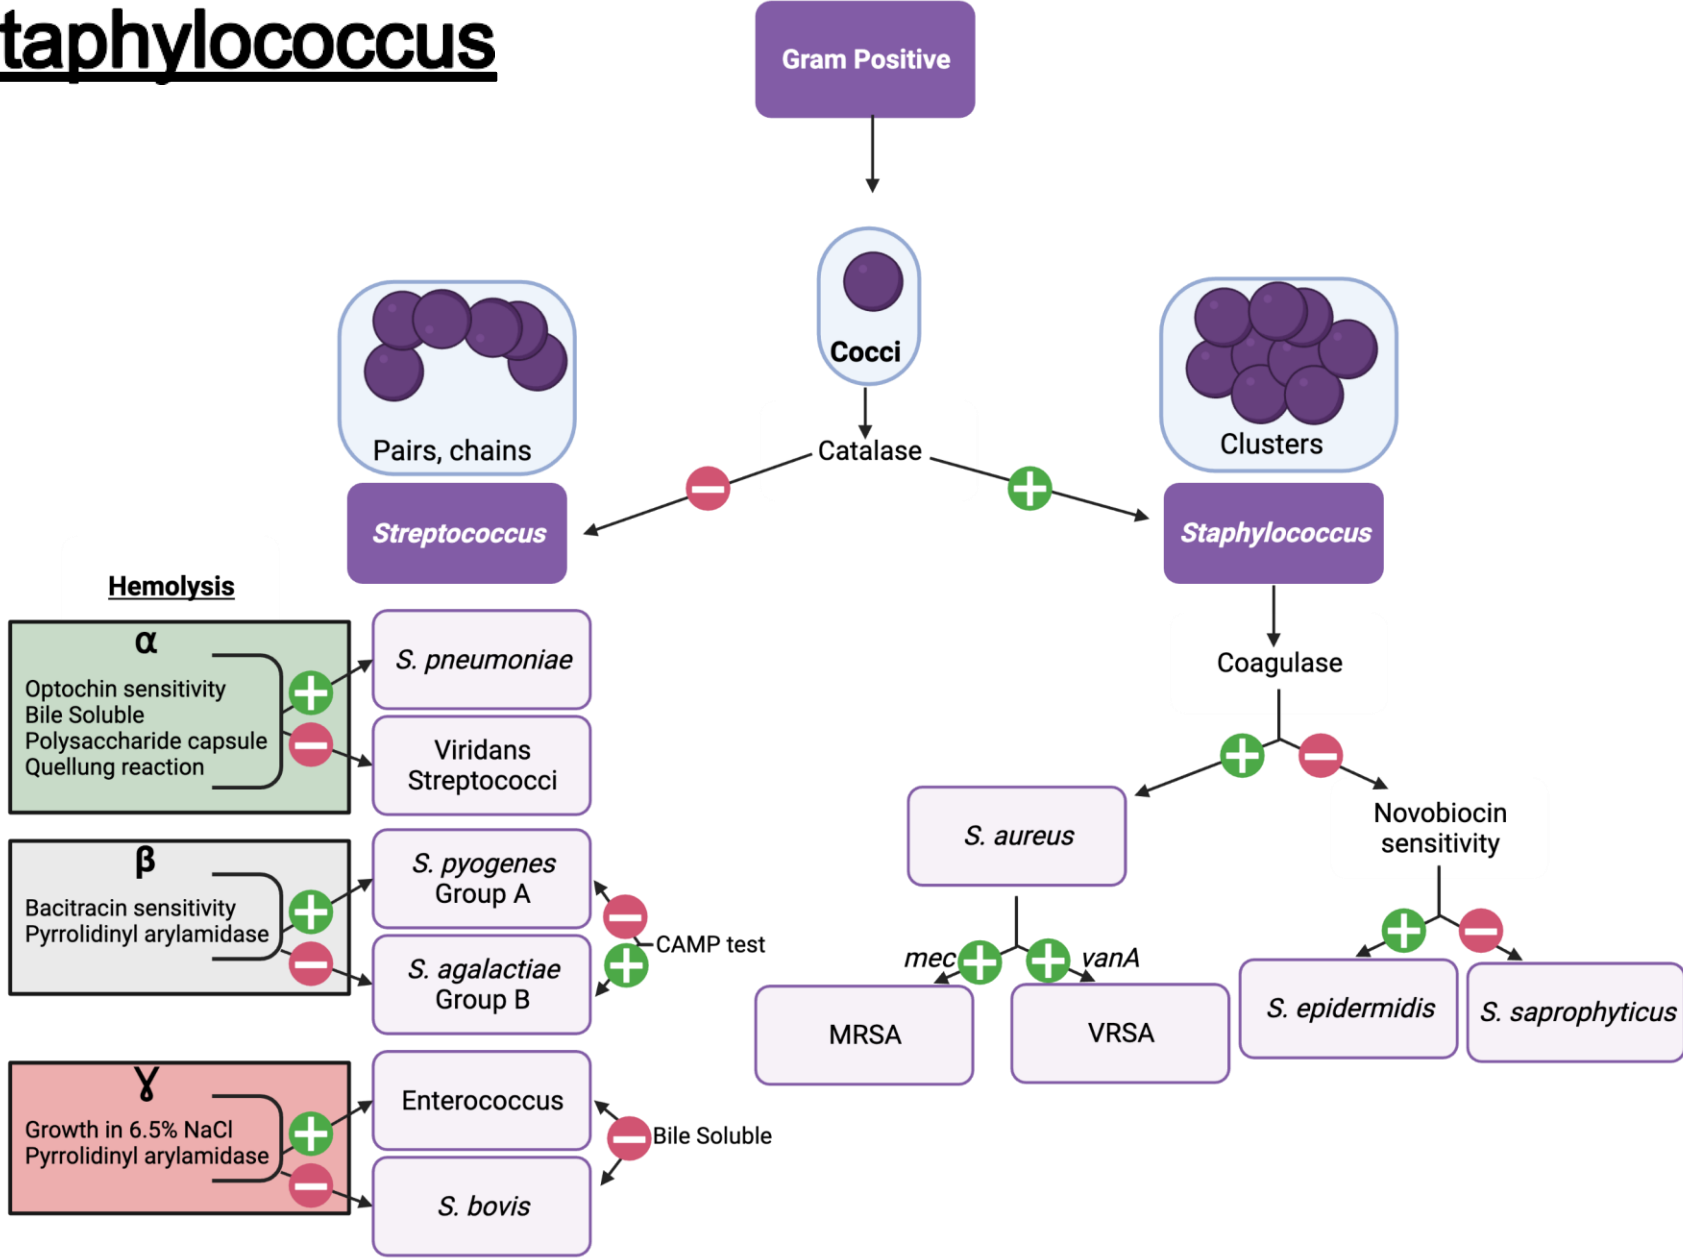 taphylococcus
Gram Positive
Cocci
Pairs, chains
Clusters
Catalase
Streptococcus
Staphylococcus
Hemolysis
α
Optochin sensitivity
Bile Soluble
Polysaccharide capsule
Quellung reaction
S. pneumoniae
Viridans
Streptococci
β
Bacitracin sensitivity
Pyrrolidinyl arylamidase
S. pyogenes
Group A
S. agalactiae
Group B
CAMP test
Ɣ
Growth in 6.5% NaCl
Pyrrolidinyl arylamidase
Enterococcus
S. bovis
Bile Soluble
Coagulase
S. aureus
Novobiocin
sensitivity
mec
vanA
MRSA
VRSA
S. epidermidis
S. saprophyticus